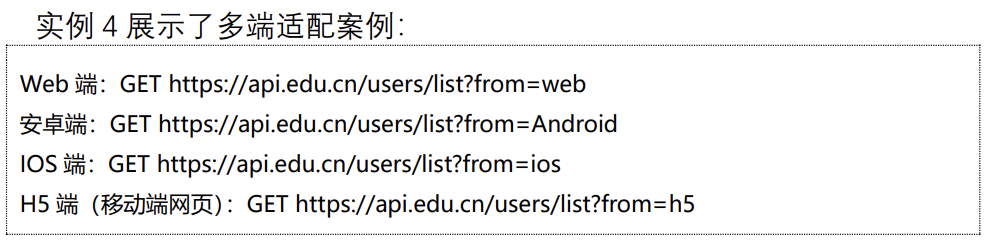 实例 4 展示了多端适配案例：
Web 端：GET https://api.edu.cn/users/list?from=web
安卓端：GET https://api.edu.cn/users/list?from=Android
IOS 端：GET https://api.edu.cn/users/list?from=ios
H5 端（移动端网页）：GET https://api.edu.cn/users/list?from=h5